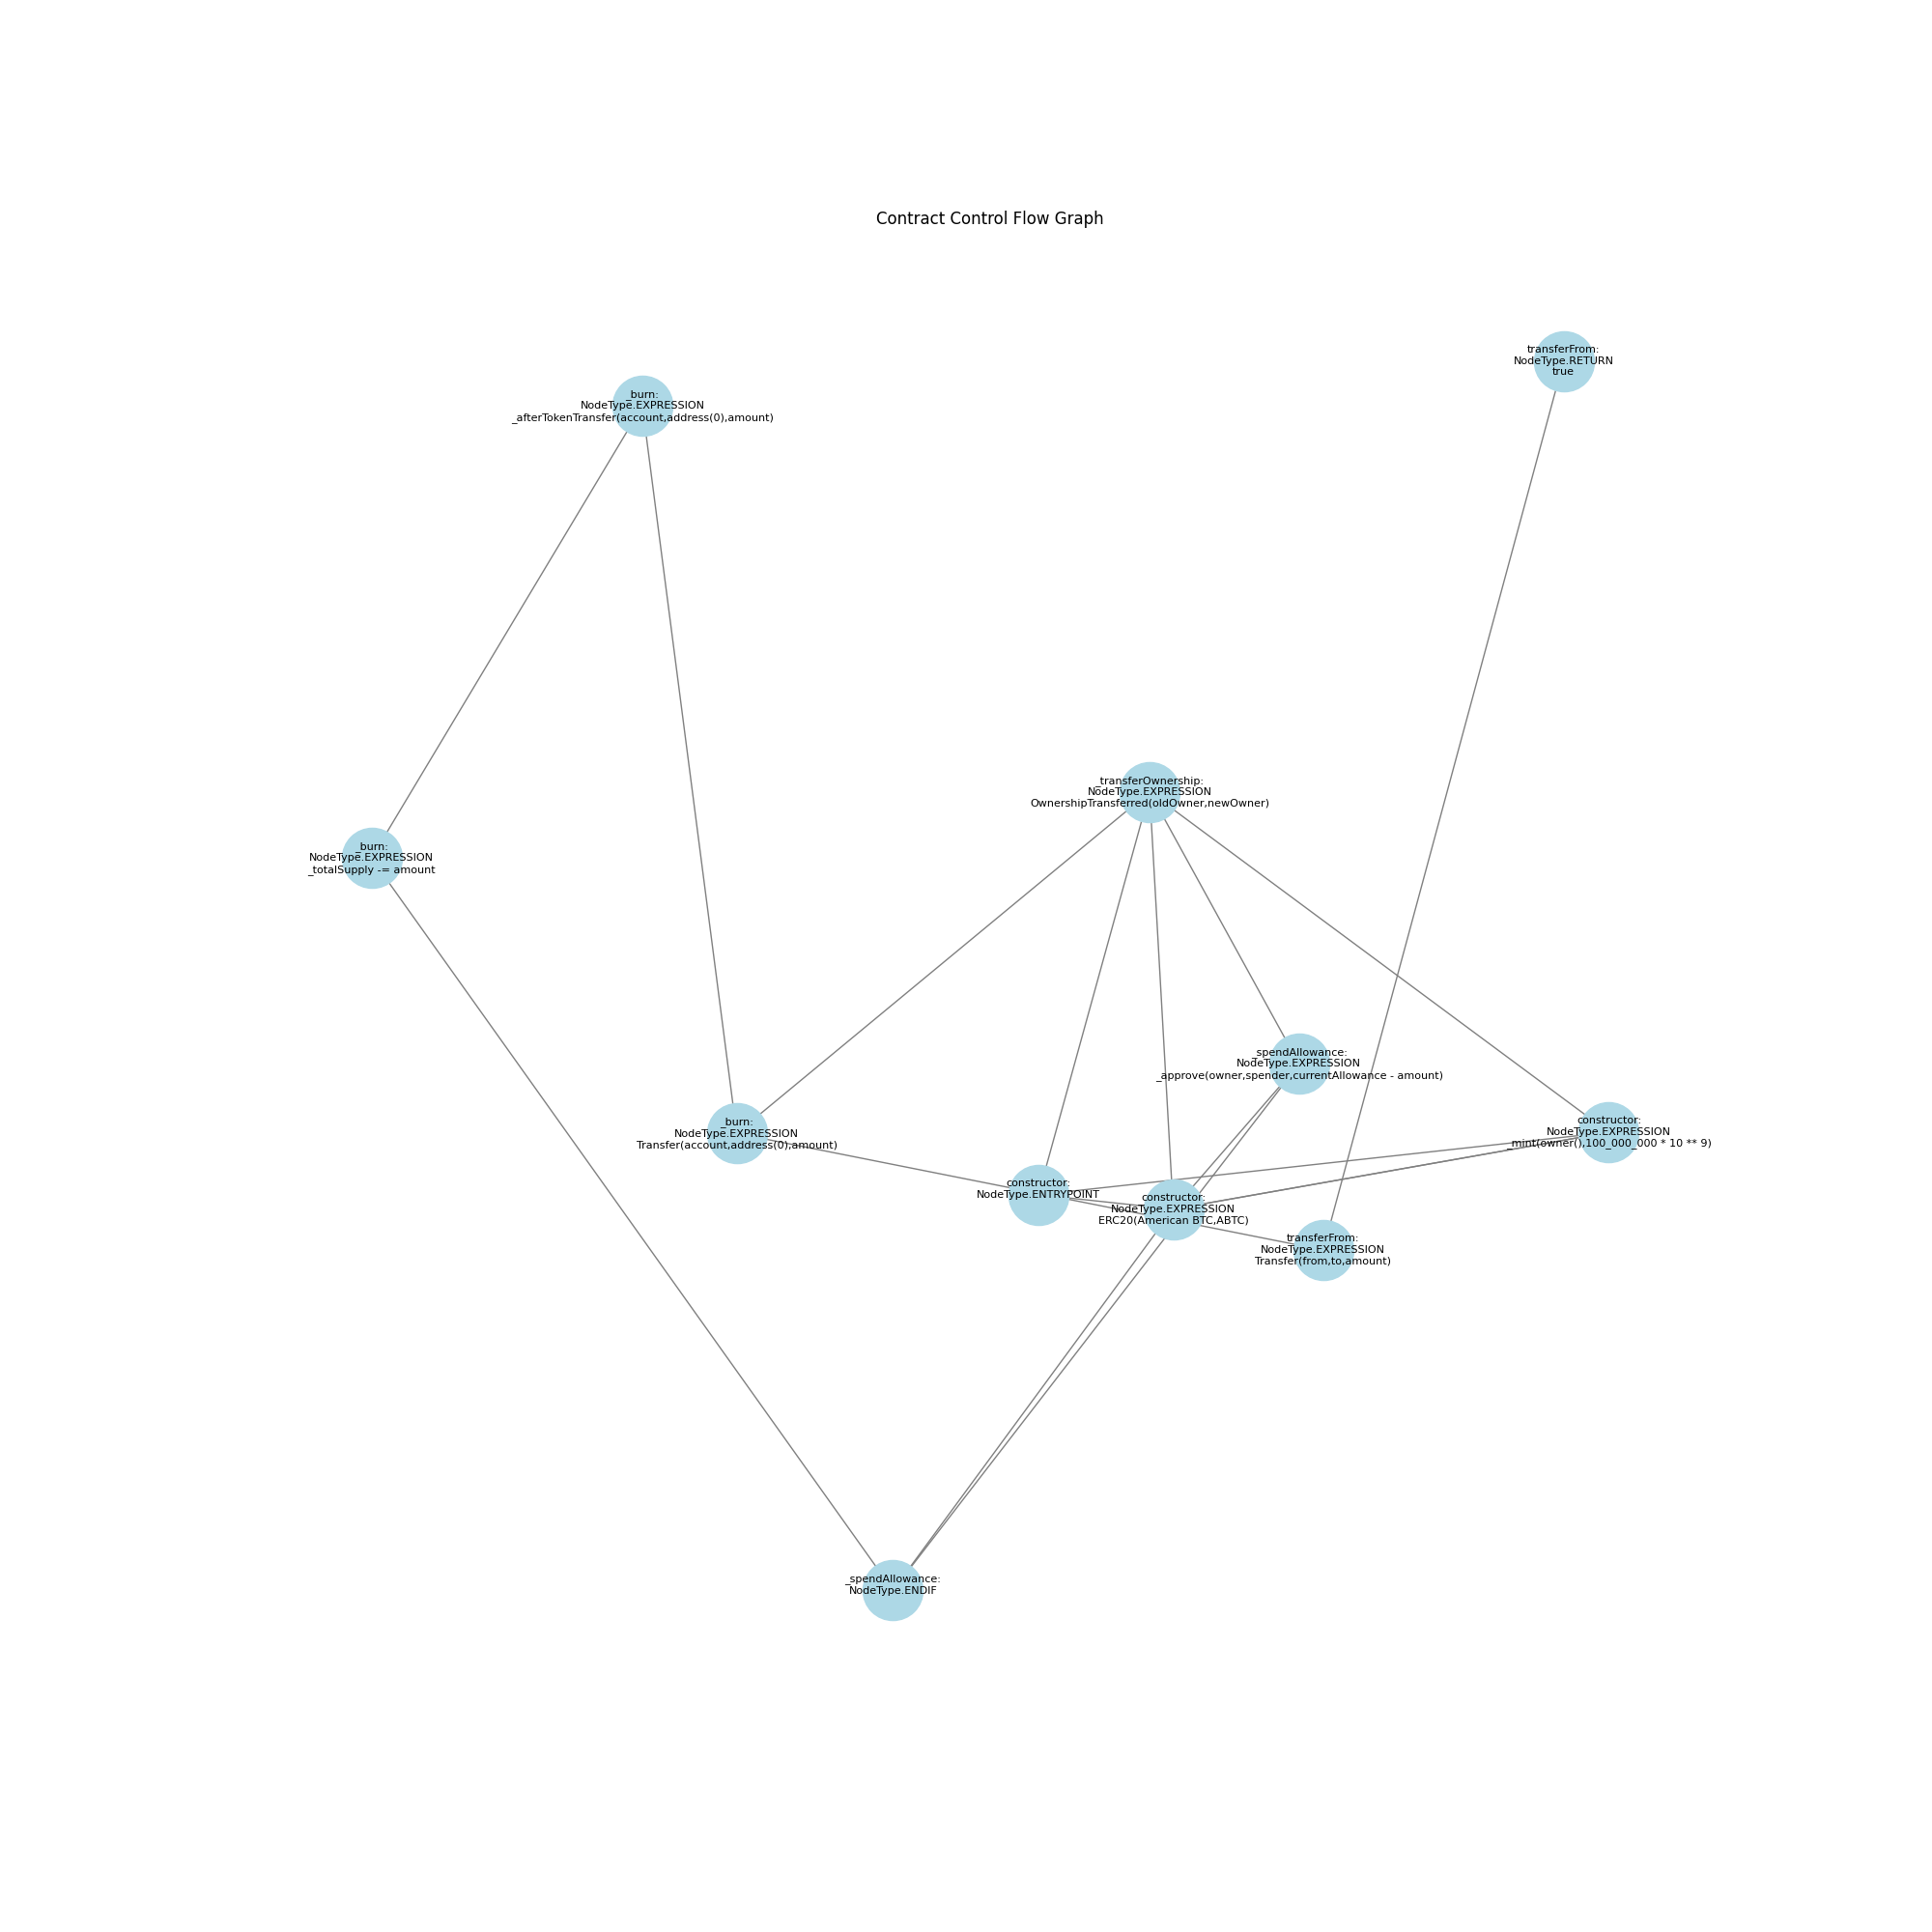 Contract Control Flow Graph
transferFrom:
NodeType.RETURN
true
_burn:
NodeType.EXPRESSION
_afterTokenTransfer(account,address(0),amount)
_transferOwnership:
NodeType.EXPRESSION
OwnershipTransferred(oldOwner,newOwner)
_burn:
NodeType.EXPRESSION
_totalSupply -= amount
_spendAllowance:
NodeType.EXPRESSION
_approve(owner,spender,currentAllowance - amount)
_burn:
NodeType.EXPRESSION
Transfer(account,address(0),amount)
constructor:
NodeType.EXPRESSION
_mint(owner(),100_000_000 * 10 ** 9)
constructor:
NodeType.ENTRYPOINT
constructor:
NodeType.EXPRESSION
ERC20(American BTC,ABTC)
transferFrom:
NodeType.EXPRESSION
Transfer(from,to,amount)
_spendAllowance:
NodeType.ENDIF